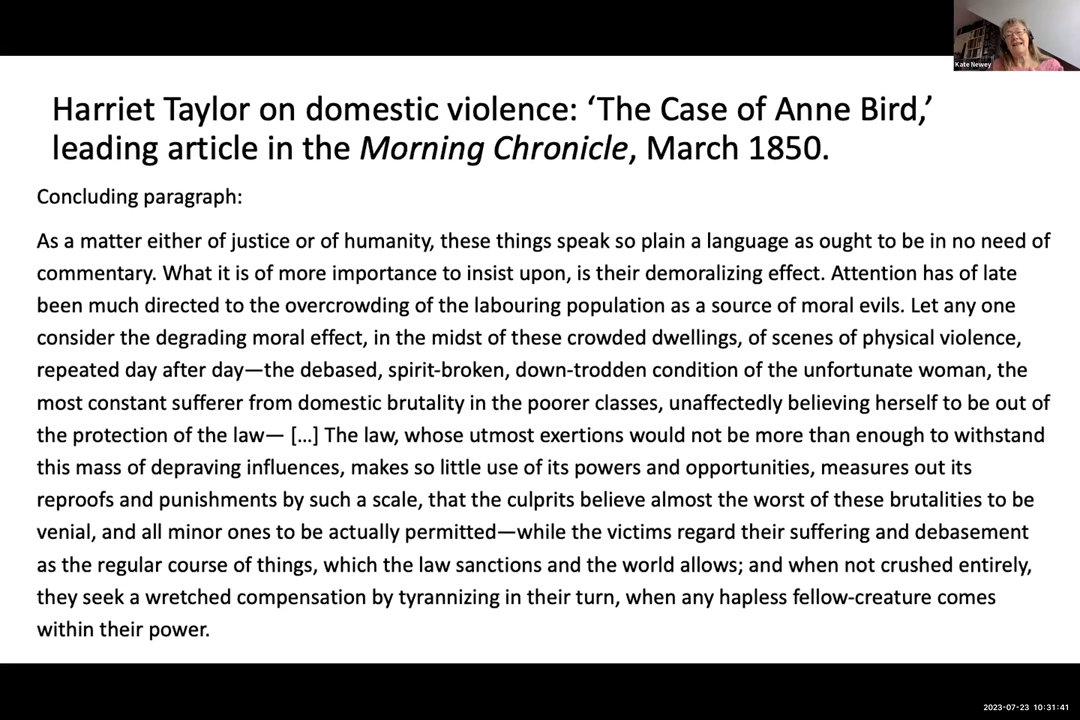 Kate Newey
Harriet Taylor on domestic violence: ‘The Case of Anne Bird,’
leading article in the Morning Chronicle, March 1850.
Concluding paragraph:
As a matter either of justice or of humanity, these things speak so plain a language as ought to be in no need of
commentary. What it is of more importance to insist upon, is their demoralizing effect. Attention has of late
been much directed to the overcrowding of the labouring population as a source of moral evils. Let any one
consider the degrading moral effect, in the midst of these crowded dwellings, of scenes of physical violence,
repeated day after day—the debased, spirit-broken, down-trodden condition of the unfortunate woman, the
most constant sufferer from domestic brutality in the poorer classes, unaffectedly believing herself to be out of
the protection of the law— […] The law, whose utmost exertions would not be more than enough to withstand
this mass of depraving influences, makes so little use of its powers and opportunities, measures out its
reproofs and punishments by such a scale, that the culprits believe almost the worst of these brutalities to be
venial, and all minor ones to be actually permitted—while the victims regard their suffering and debasement
as the regular course of things, which the law sanctions and the world allows; and when not crushed entirely,
they seek a wretched compensation by tyrannizing in their turn, when any hapless fellow-creature comes
within their power.
2023-07-23 10:31:41